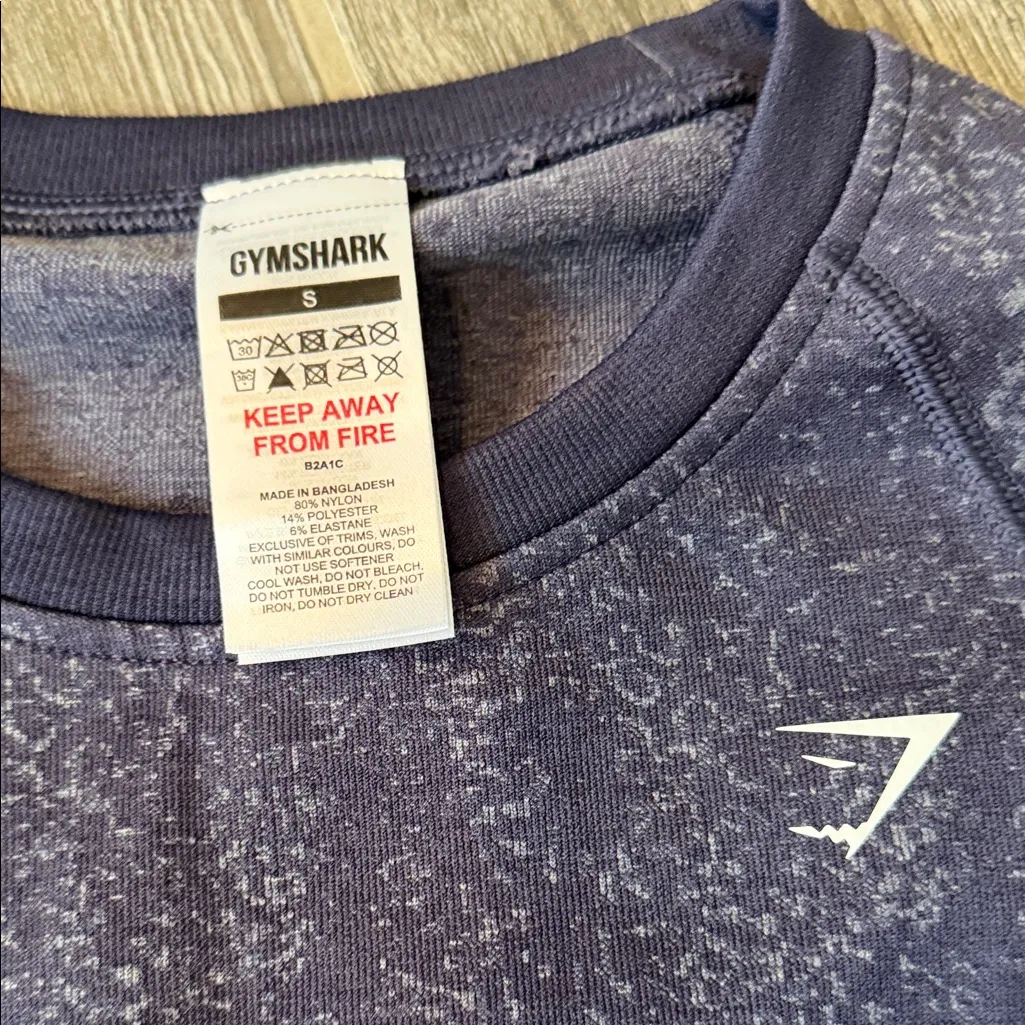 GYMSHARK
S
30
30C
KEEP AWAY
FROM FIRE
B2A1C
MADE IN BANGLADESH
80% NYLON
14% POLYESTER
6% ELASTANE
EXCLUSIVE OF TRIMS, WASH
WITH SIMILAR COLOURS, DO
NOT USE SOFTENER
COOL WASH, DO NOT BLEACH,
DO NOT TUMBLE DRY, DO NOT
IRON, DO NOT DRY CLEAN